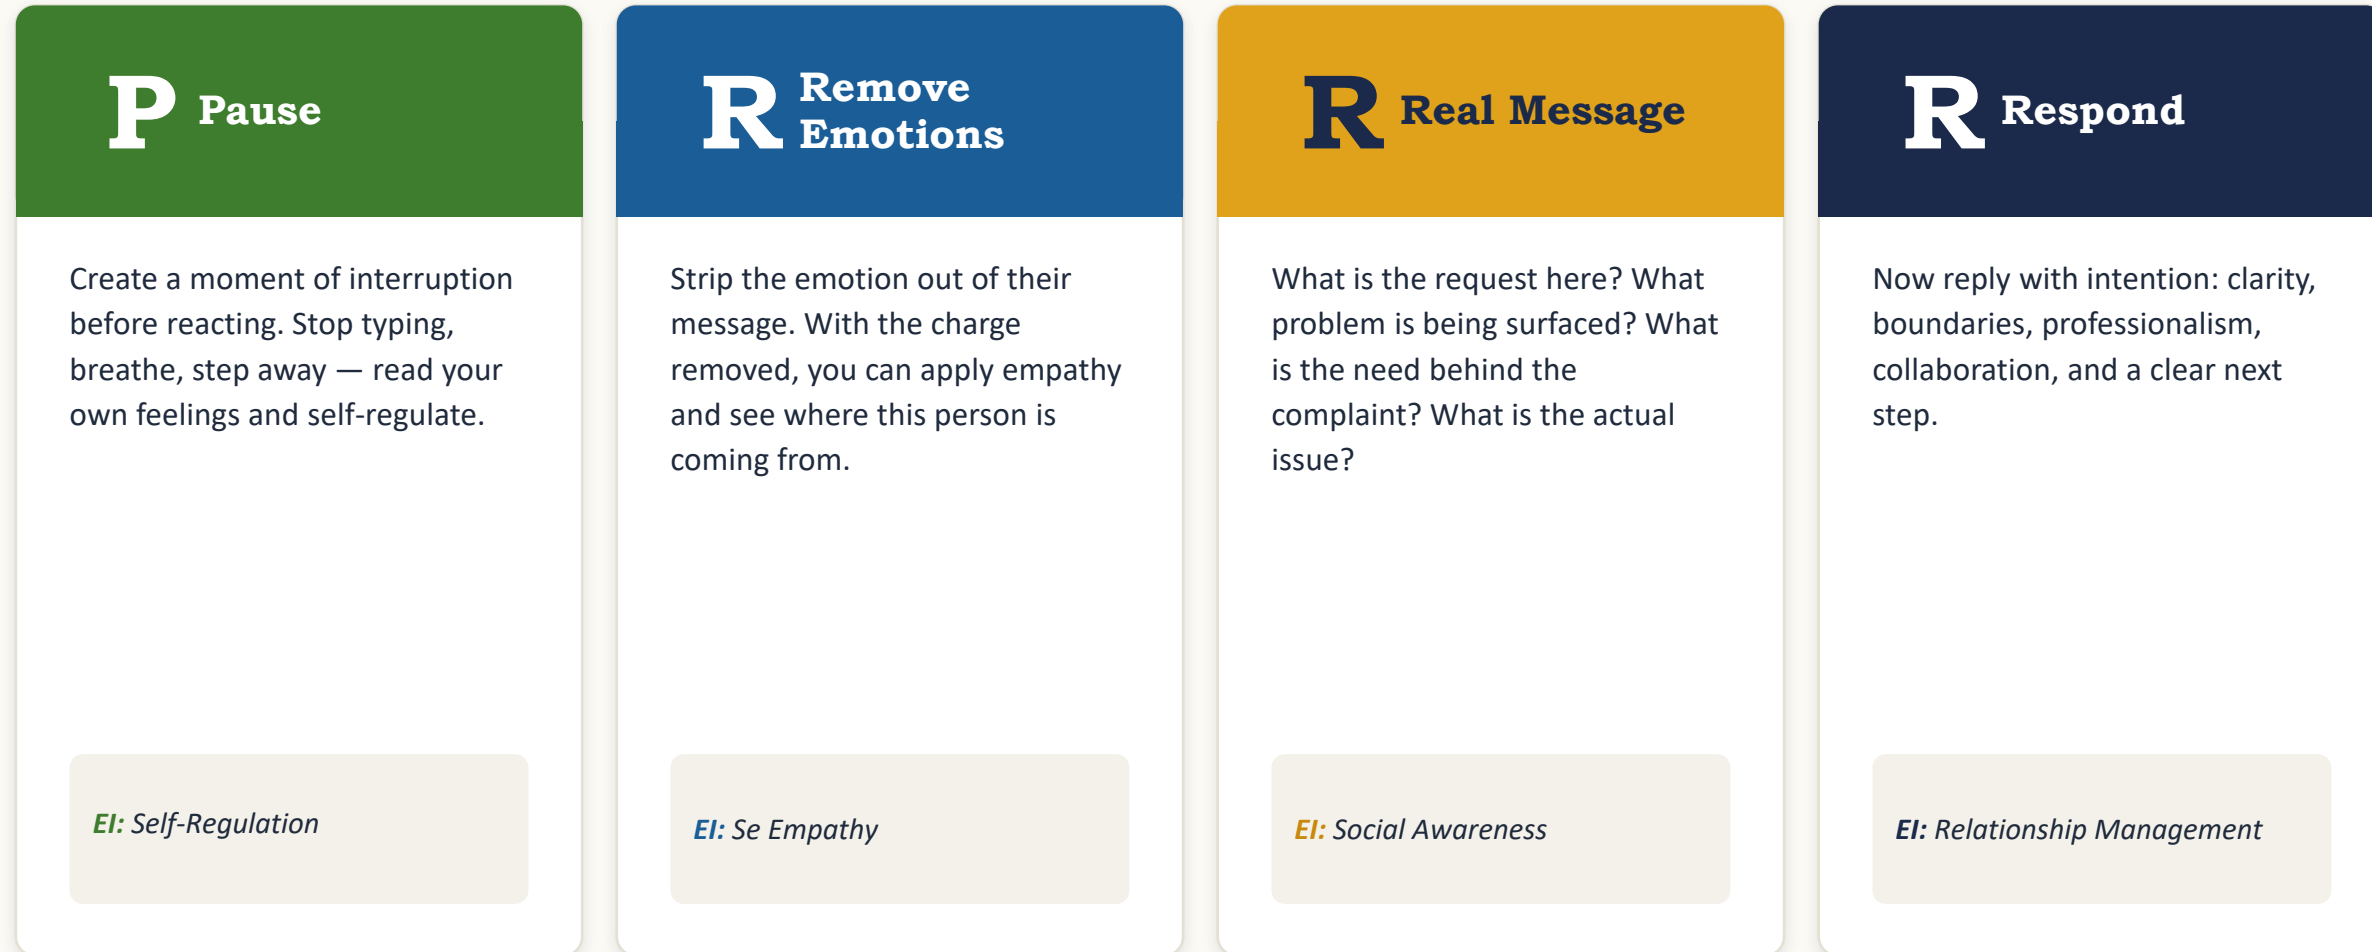 P Pause
Create a moment of interruption
before reacting. Stop typing,
breathe, step away — read your
own feelings and self-regulate.
EI: Self-Regulation
R Remove
Emotions
Strip the emotion out of their
message. With the charge
removed, you can apply empathy
and see where this person is
coming from.
EI: Se Empathy
R Real Message
What is the request here? What
problem is being surfaced? What
is the need behind the
complaint? What is the actual
issue?
EI: Social Awareness
R Respond
Now reply with intention: clarity,
boundaries, professionalism,
collaboration, and a clear next
step.
EI: Relationship Management